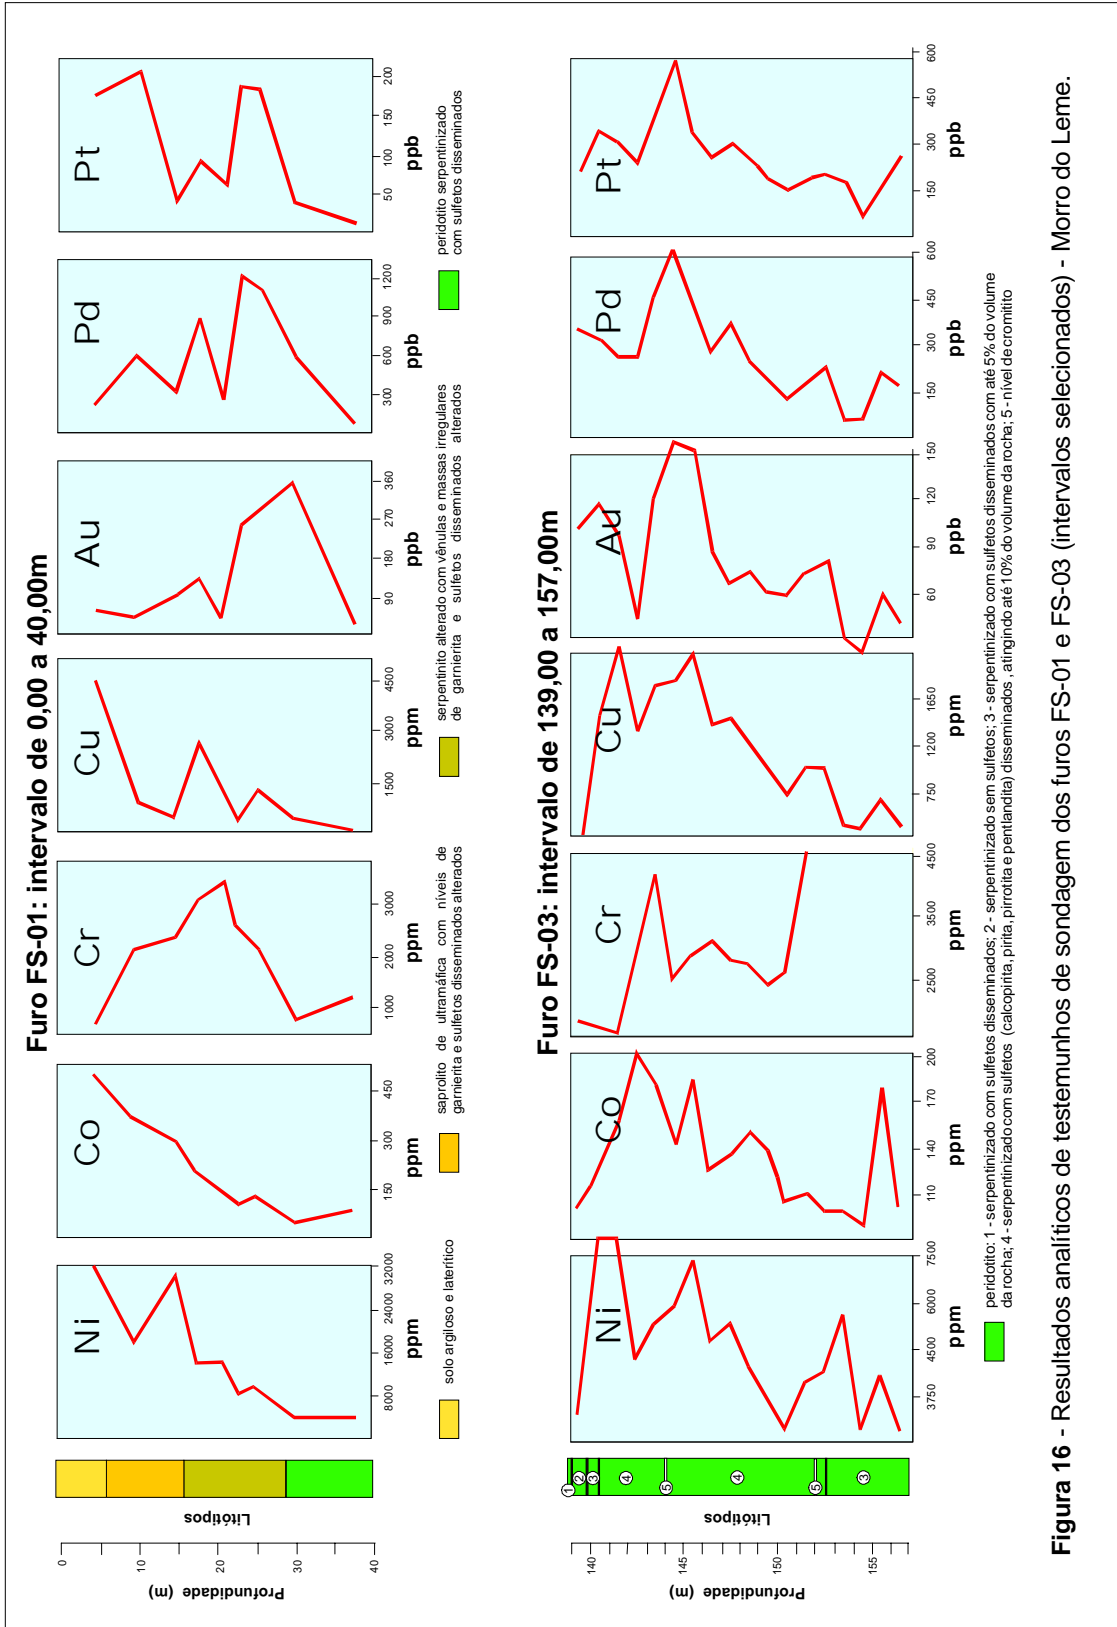 Furo FS-01: intervalo de 0,00 a 40,00m
Profundidade (m)
0
10
20
30
40
Litótipos
Ni
8000
16000
24000
32000
ppm
Co
150
300
450
ppm
Cr
1000
2000
3000
ppm
Cu
1500
3000
4500
ppm
Au
90
180
270
360
ppb
Pd
300
600
900
1200
ppb
Pt
50
100
150
200
ppb
solo argiloso e laterítico
saprolito de ultramáfica com níveis de
garnierita e sulfetos disseminados alterados
serpentinito alterado com vênulas e massas irregulares
de garnierita e sulfetos disseminados alterados
peridotito serpentinizado
com sulfetos disseminados
Furo FS-03: intervalo de 139,00 a 157,00m
Profundidade (m)
140
145
150
155
Litótipos
1
2
3
4
5
4
5
3
Ni
3750
4500
6000
7500
ppm
Co
110
140
170
200
ppm
Cr
2500
3500
4500
ppm
Cu
750
1200
1650
ppm
Au
60
90
120
150
ppb
Pd
150
300
450
600
ppb
Pt
150
300
450
600
ppb
peridotito: 1 - serpentinizado com sulfetos disseminados; 2 - serpentinizado sem sulfetos; 3 - serpentinizado com sulfetos disseminados com até 5% do volume
da rocha; 4 - serpentinizado com sulfetos (calcopirita, pirita, pirrotita e pentlandita) disseminados, atingindo até 10% do volume da rocha; 5 - nível de cromitito
Figura 16 - Resultados analíticos de testemunhos de sondagem dos furos FS-01 e FS-03 (intervalos selecionados) - Morro do Leme.